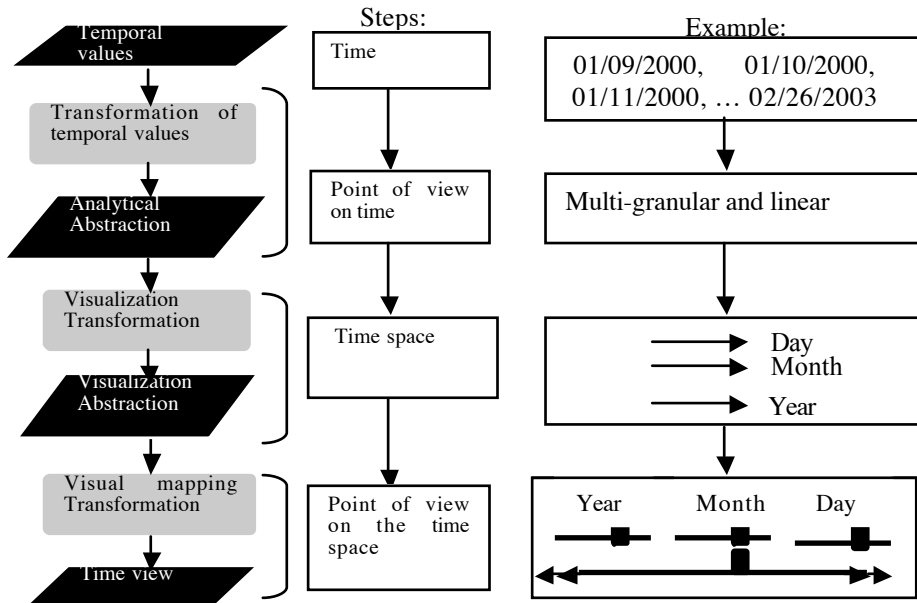 Temporal
values
Transformation of
temporal values
Analytical
Abstraction
Visualization
Transformation
Visualization
Abstraction
Visual mapping
Transformation
Time view
Steps:
Time
Point of view
on time
Time space
Point of view
on the time
space
Example:
01/09/2000, 01/10/2000,
01/11/2000, … 02/26/2003
Multi-granular and linear
Day
Month
Year
Year Month Day